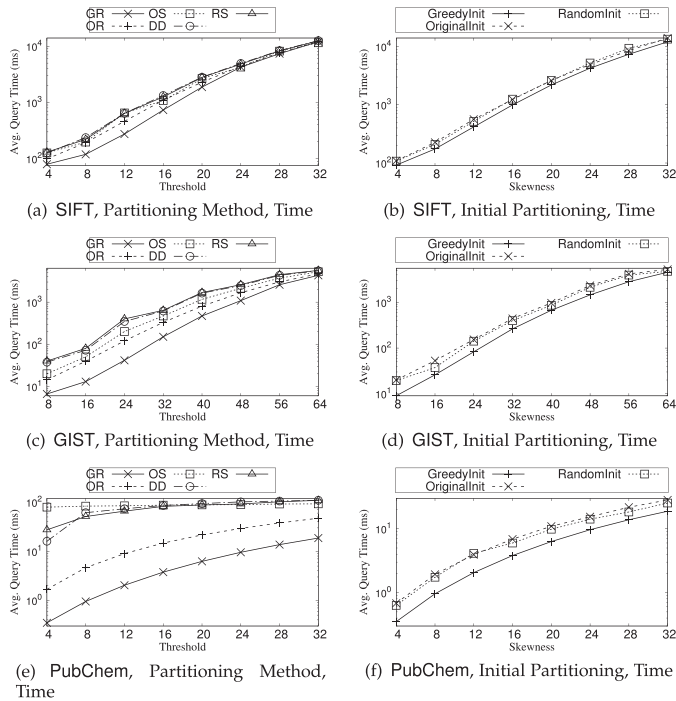 GR OS RS
OR DD
Avg. Query Time (ms)
10^4
10^3
10^2
4 8 12 16 20 24 28 32
Threshold
(a) SIFT, Partitioning Method, Time
GreedyInit RandomInit
OriginalInit
Avg. Query Time (ms)
10^4
10^3
10^2
4 8 12 16 20 24 28 32
Skewness
(b) SIFT, Initial Partitioning, Time
GR OS RS
OR DD
Avg. Query Time (ms)
10^3
10^2
10^1
8 16 24 32 40 48 56 64
Threshold
(c) GIST, Partitioning Method, Time
GreedyInit RandomInit
OriginalInit
Avg. Query Time (ms)
10^3
10^2
10^1
8 16 24 32 40 48 56 64
Skewness
(d) GIST, Initial Partitioning, Time
GR OS RS
OR DD
Avg. Query Time (ms)
10^2
10^1
10^0
4 8 12 16 20 24 28 32
Threshold
(e) PubChem, Partitioning Method,
Time
GreedyInit RandomInit
OriginalInit
Avg. Query Time (ms)
10^1
10^0
4 8 12 16 20 24 28 32
Skewness
(f) PubChem, Initial Partitioning, Time